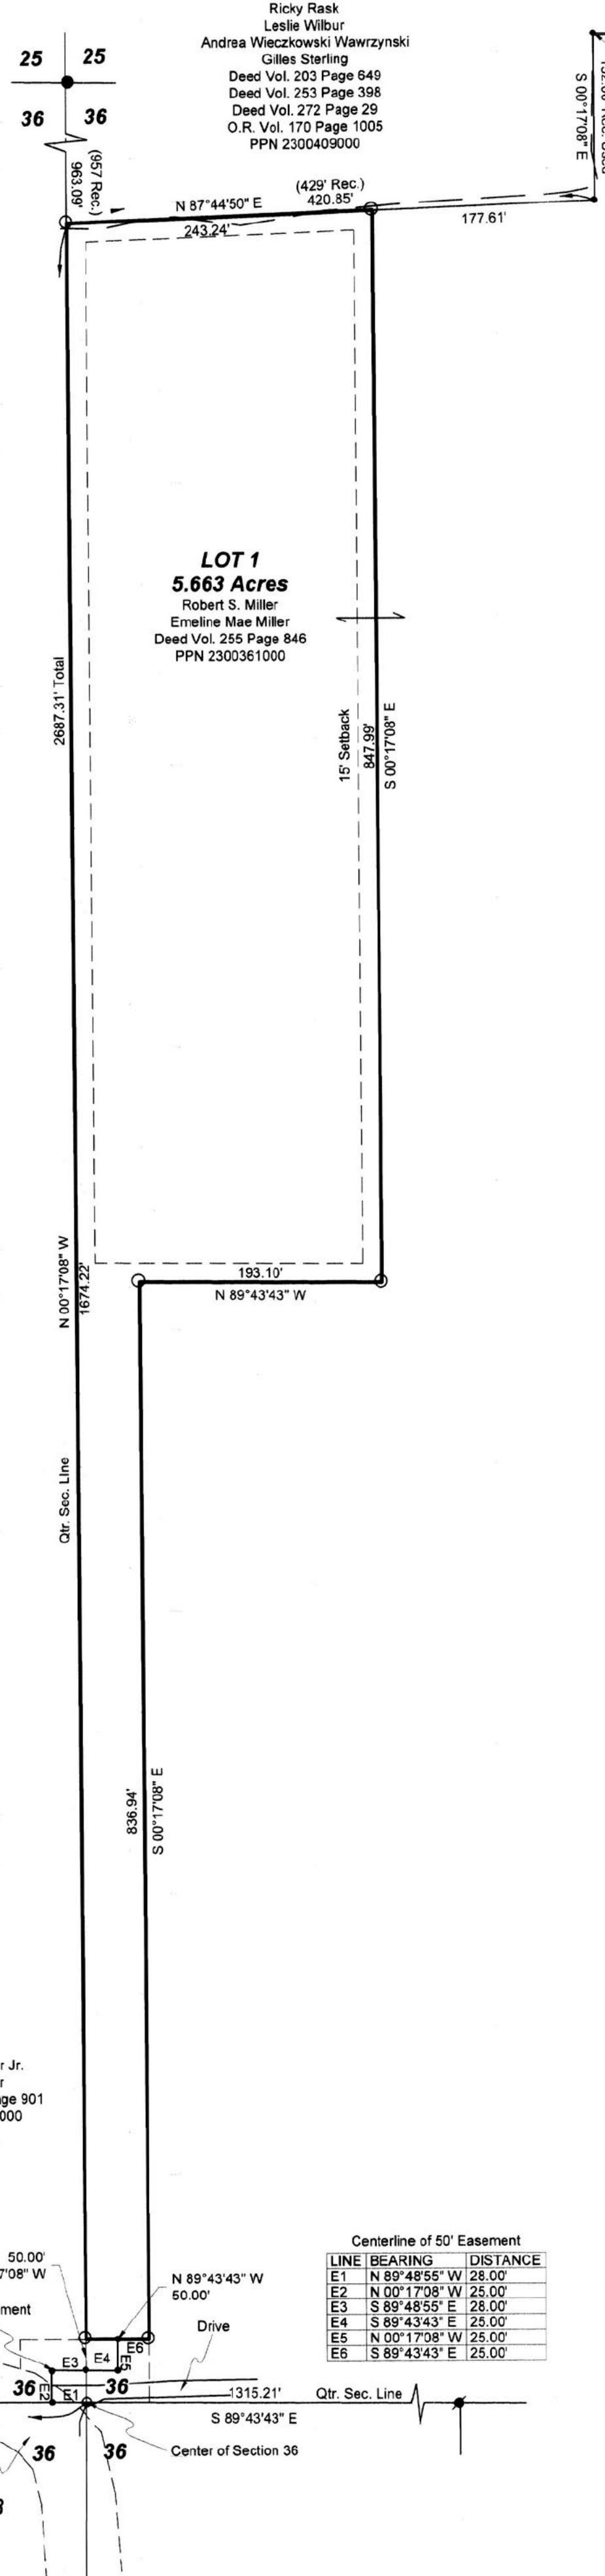 Ricky Rask
Leslie Wilbur
Andrea Wieczkowski Wawrzynski
Gilles Sterling
Deed Vol. 203 Page 649
Deed Vol. 253 Page 398
Deed Vol. 272 Page 29
O.R. Vol. 170 Page 1005
PPN 2300409000
25 25
36 36
S 00°17'08" E
(957 Rec.)
963.09'
N 87°44'50" E
(429' Rec.)
420.85'
243.24'
177.61'
LOT 1
5.663 Acres
Robert S. Miller
Emeline Mae Miller
Deed Vol. 255 Page 846
PPN 2300361000
2687.31' Total
15' Setback
847.99'
S 00°17'08" E
N 00°17'08" W
1674.22'
193.10'
N 89°43'43" W
Qtr. Sec. Line
836.94'
S 00°17'08" E
r Jr.
r
ge 901
000
50.00'
7'08" W
ment
N 89°43'43" W
50.00'
Drive
Centerline of 50' Easement
LINE BEARING DISTANCE
E1 N 89°48'55" W 28.00'
E2 N 00°17'08" W 25.00'
E3 S 89°48'55" E 28.00'
E4 S 89°43'43" E 25.00'
E5 N 00°17'08" W 25.00'
E6 S 89°43'43" E 25.00'
E6
E3 E4 E5
36 E2 E1 36
1315.21'
Qtr. Sec. Line
S 89°43'43" E
36 36
Center of Section 36